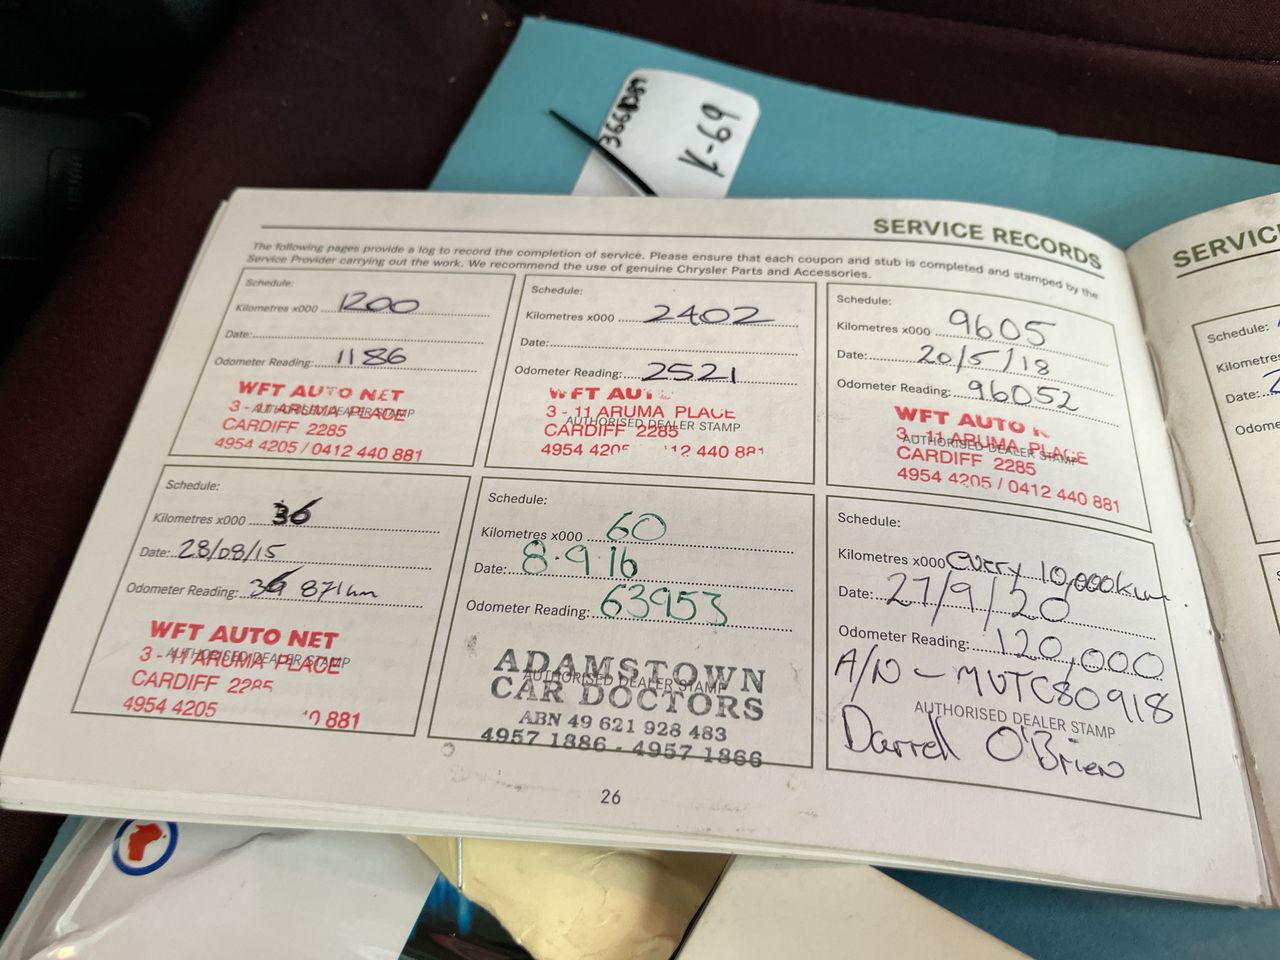 366 DB9
K-69
SERVICE RECORDS
The following pages provide a log to record the completion of service. Please ensure that each coupon and stub is completed and stamped by the
Service Provider carrying out the work. We recommend the use of genuine Chrysler Parts and Accessories.
Schedule:
Kilometres x000 1200
Date:
Odometer Reading: 1186
WFT AUTO NET
3 - 11 ARUMA PLACE
AUTHORISED DEALER STAMP
CARDIFF 2285
4954 4205 / 0412 440 881
Schedule:
Kilometres x000 2402
Date:
Odometer Reading: 2521
WFT AUT
3 - 11 ARUMA PLACE
AUTHORISED DEALER STAMP
CARDIFF 2285
4954 420 12 440 881
Schedule:
Kilometres x000 9605
Date: 20/5/18
Odometer Reading: 96052
WFT AUTO N
3 - 11 ARUMA PLACE
AUTHORISED DEALER STAMP
CARDIFF 2285
4954 4205 / 0412 440 881
Schedule:
Kilometres x000 36
Date: 28/08/15
Odometer Reading: 36 871km
WFT AUTO NET
3 - 11 ARUMA PLACE
AUTHORISED DEALER STAMP
CARDIFF 2285
4954 4205 0 881
Schedule:
Kilometres x000 60
Date: 8.9.16
Odometer Reading: 63953
ADAMSTOWN
AUTHORISED DEALER STAMP
CAR DOCTORS
ABN 49 621 928 483
4957 1886 - 4957 1866
Schedule:
Kilometres x000 every 10,000km.
Date: 27/9/20
Odometer Reading: 120,000
A/N - MVTC80918
AUTHORISED DEALER STAMP
Darrell O'Brien
26
SERVIC
Schedule:
Kilometres
Date: 2
Odome